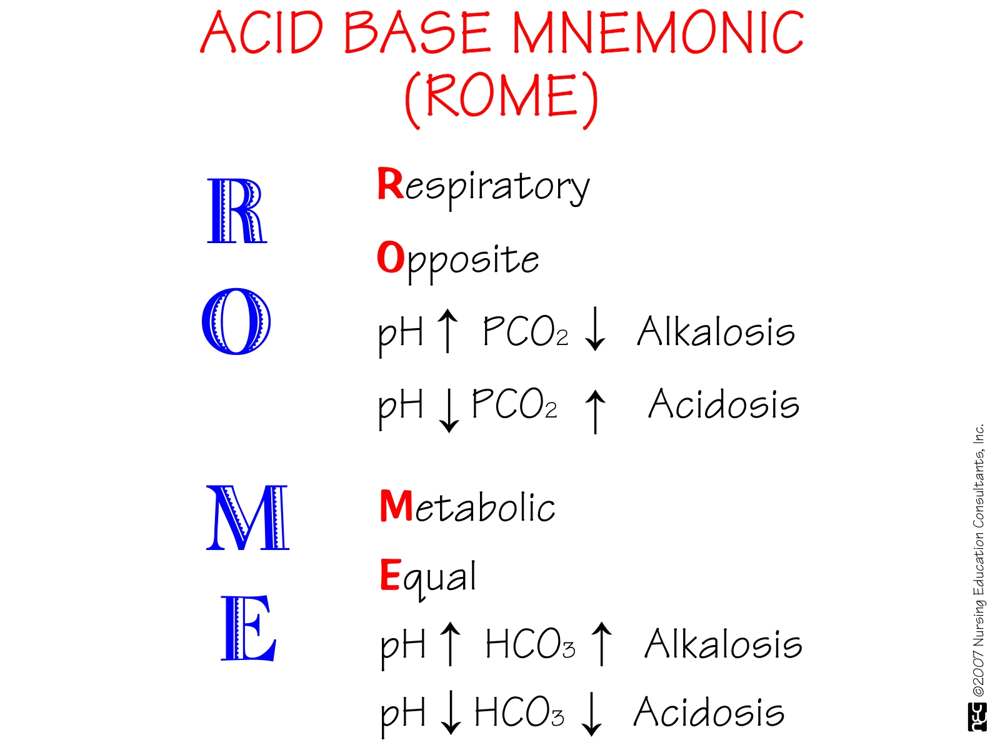 ACID BASE MNEMONIC
(ROME)
R
Respiratory
O
Opposite
pH ↑ PCO₂ ↓ Alkalosis
pH ↓ PCO₂ ↑ Acidosis
M
Metabolic
E
Equal
pH ↑ HCO₃ ↑ Alkalosis
pH ↓ HCO₃ ↓ Acidosis
©2007 Nursing Education Consultants, Inc.
nec